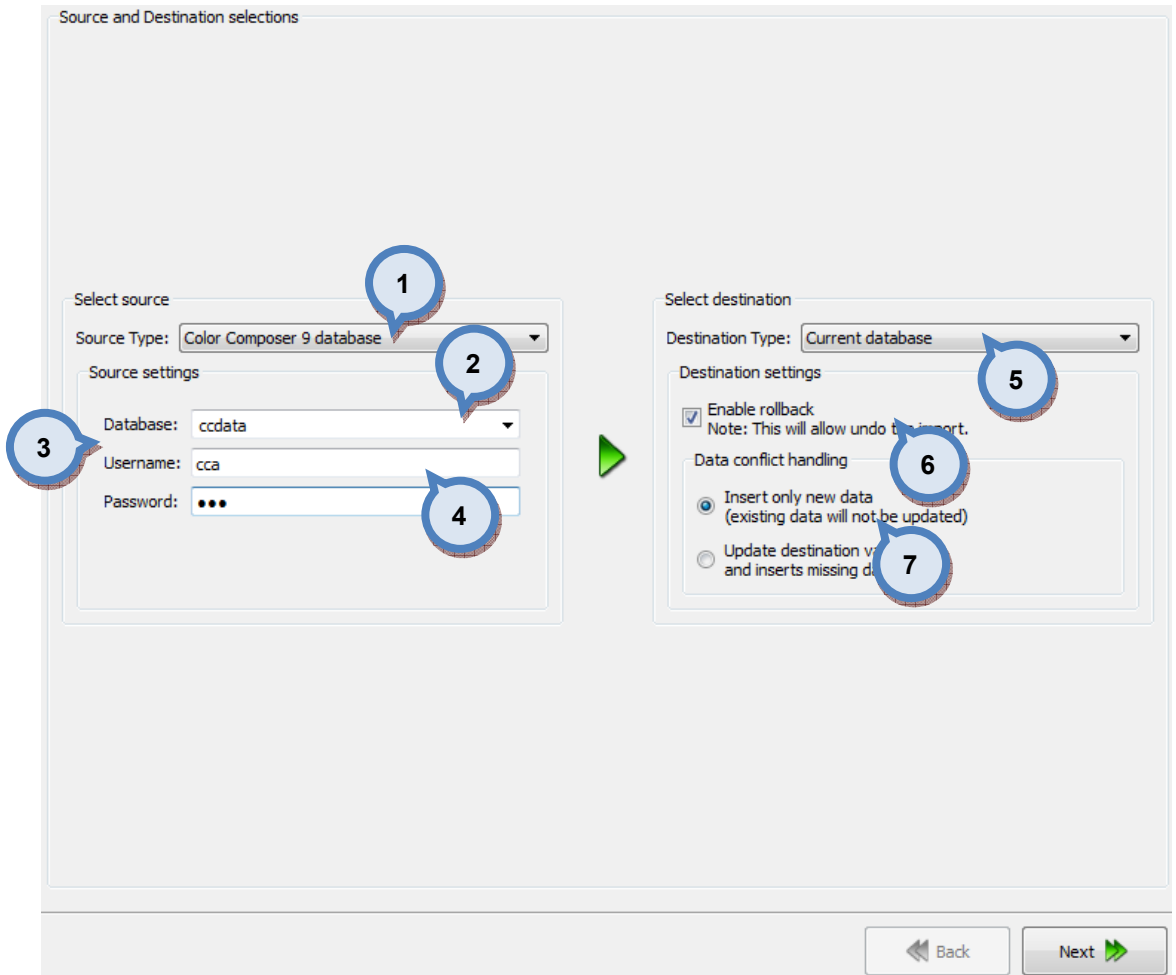 Source and Destination selections
1
Select source
Source Type: Color Composer 9 database
2
Source settings
3
Database: ccdata
Username: cca
Password: ●●●
4
Select destination
Destination Type: Current database
5
Destination settings
Enable rollback
Note: This will allow undo import.
6
Data conflict handling
Insert only new data
(existing data will not be updated)
Update destination
and inserts missing
7
Back
Next